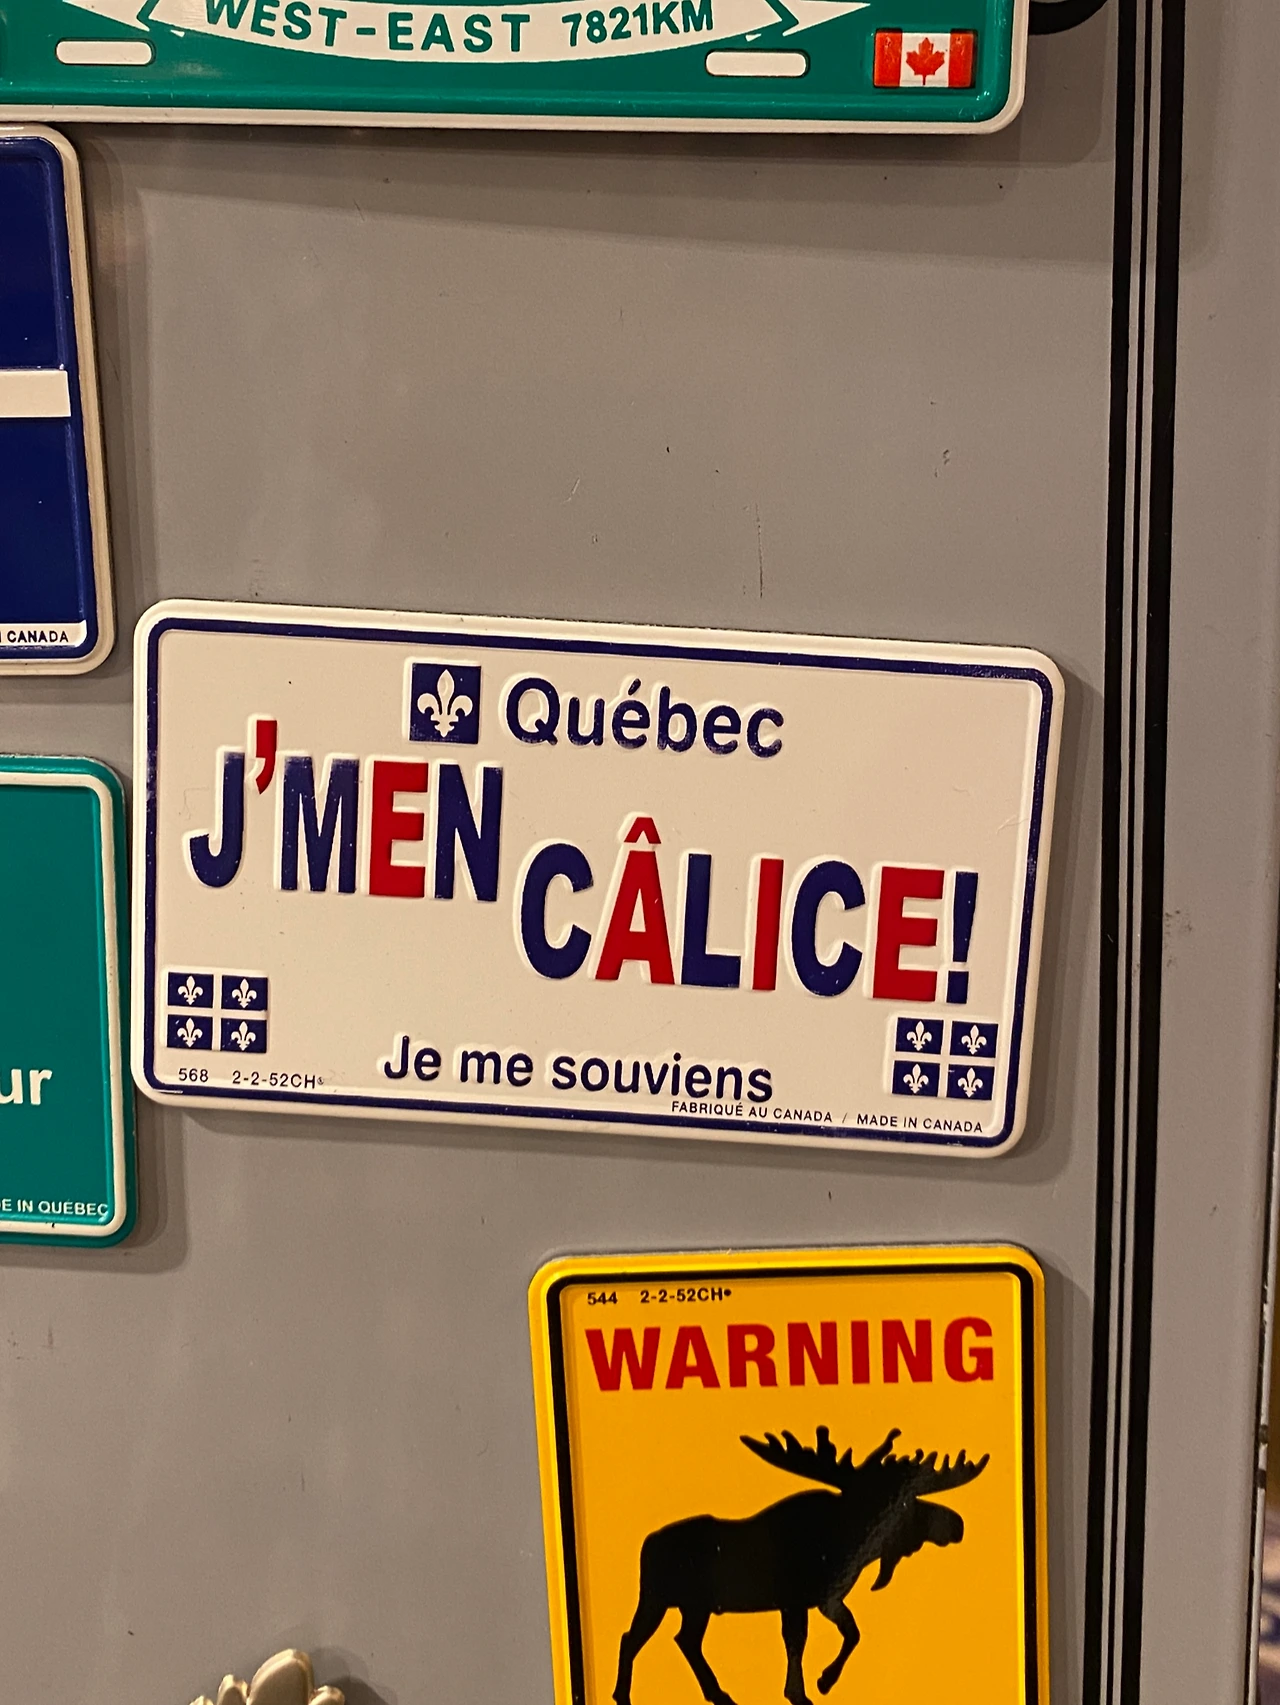 WEST-EAST 7821KM
CANADA
Québec
J'MEN
CÂLICE!
Je me souviens
568 2-2-52CH
FABRIQUÉ AU CANADA / MADE IN CANADA
ur
E IN QUÉBEC
544 2-2-52CH
WARNING